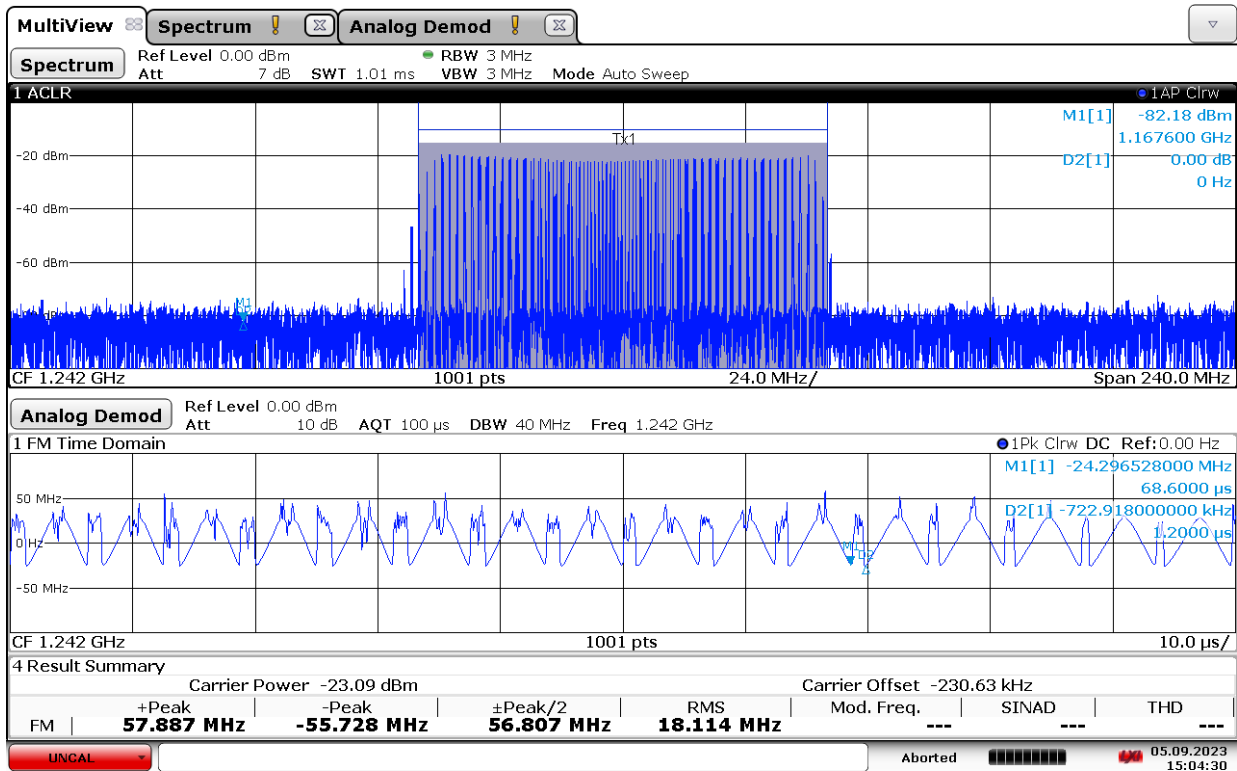 MultiView Spectrum Analog Demod
Spectrum Ref Level 0.00 dBm RBW 3 MHz
Att 7 dB SWT 1.01 ms VBW 3 MHz Mode Auto Sweep
1 ACLR 1AP Clrw
M1[1] -82.18 dBm
1.167600 GHz
Tx1
-20 dBm D2[1] 0.00 dB
0 Hz
-40 dBm
-60 dBm
M1
CF 1.242 GHz 1001 pts 24.0 MHz/ Span 240.0 MHz
Analog Demod Ref Level 0.00 dBm
Att 10 dB AQT 100 µs DBW 40 MHz Freq 1.242 GHz
1 FM Time Domain 1Pk Clrw DC Ref:0.00 Hz
M1[1] -24.296528000 MHz
68.6000 µs
50 MHz
D2[1] -722.918000000 kHz
1.2000 µs
0 Hz
M1 D2
-50 MHz
CF 1.242 GHz 1001 pts 10.0 µs/
4 Result Summary
Carrier Power -23.09 dBm Carrier Offset -230.63 kHz
+Peak -Peak ±Peak/2 RMS Mod. Freq. SINAD THD
FM 57.887 MHz -55.728 MHz 56.807 MHz 18.114 MHz --- --- ---
UNCAL Aborted 05.09.2023
15:04:30